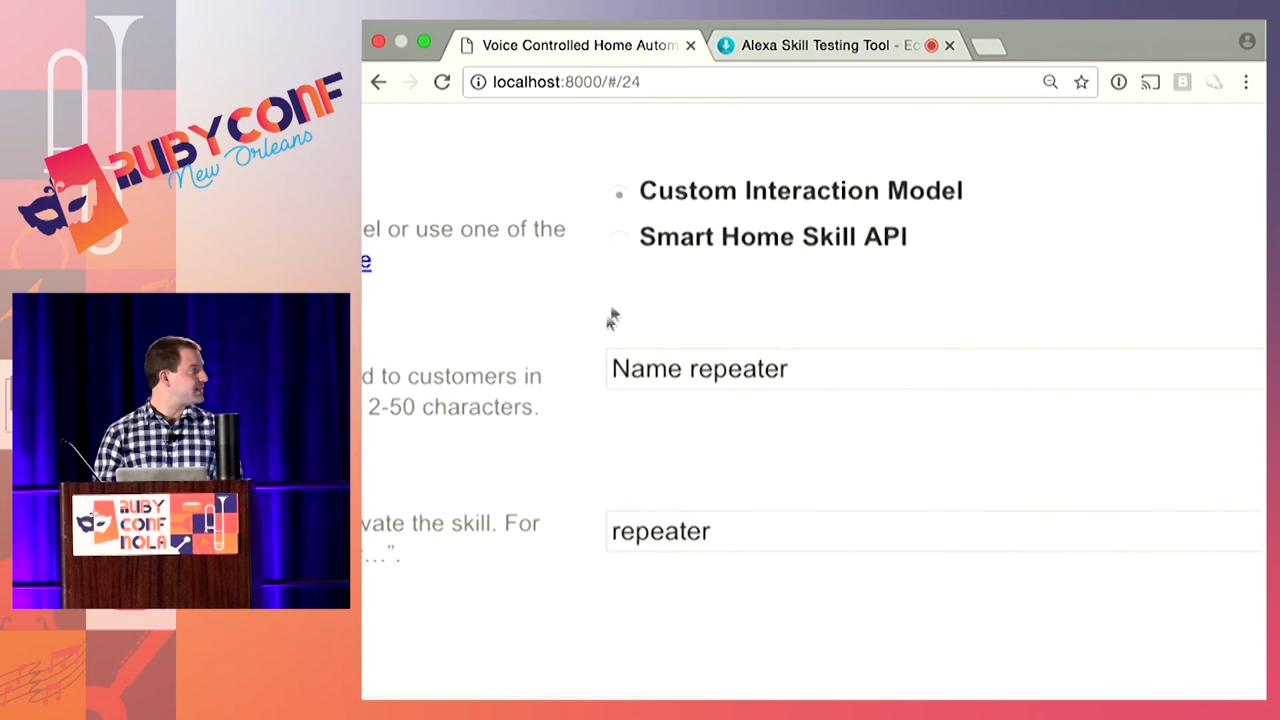 RUBYCONF
New Orleans
RUBY
CONF
NOLA
Voice Controlled Home Autom
Alexa Skill Testing Tool - Ec
localhost:8000/#/24
Custom Interaction Model
el or use one of the
Smart Home Skill API
e
Name repeater
d to customers in
2-50 characters.
vate the skill. For
repeater
…”.